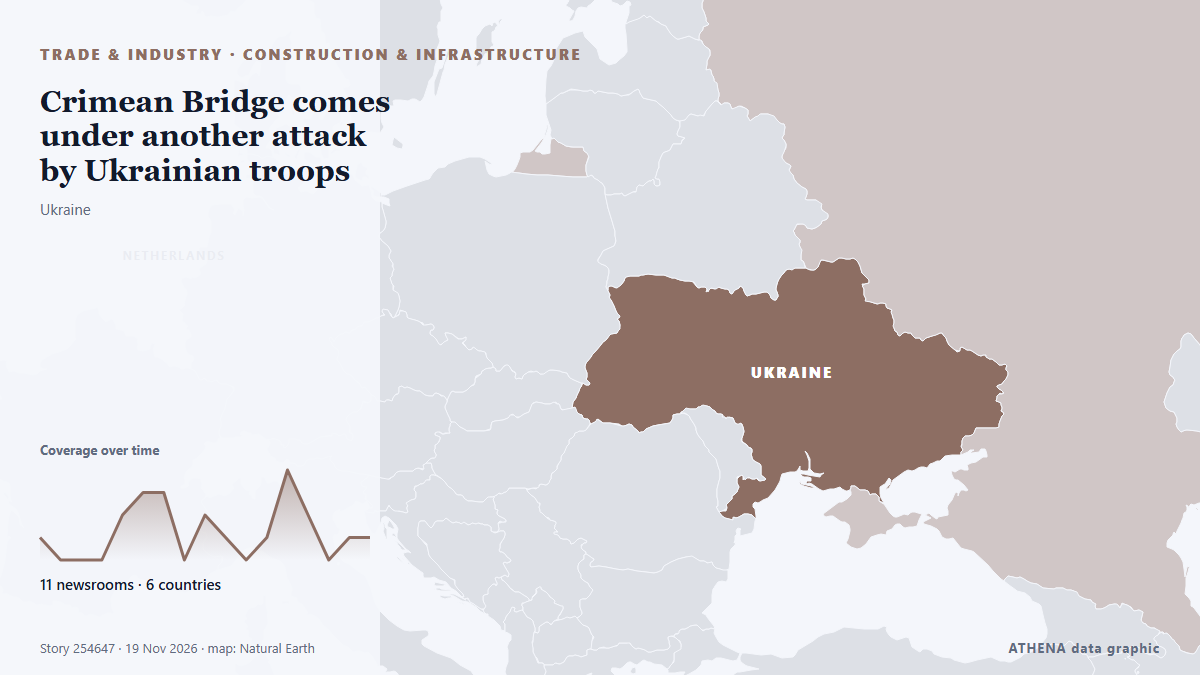 TRADE & INDUSTRY · CONSTRUCTION & INFRASTRUCTURE
Crimean Bridge comes
under another attack
by Ukrainian troops
Ukraine
NETHERLANDS
UKRAINE
Coverage over time
11 newsrooms · 6 countries
Story 254647 · 19 Nov 2026 · map: Natural Earth
ATHENA data graphic